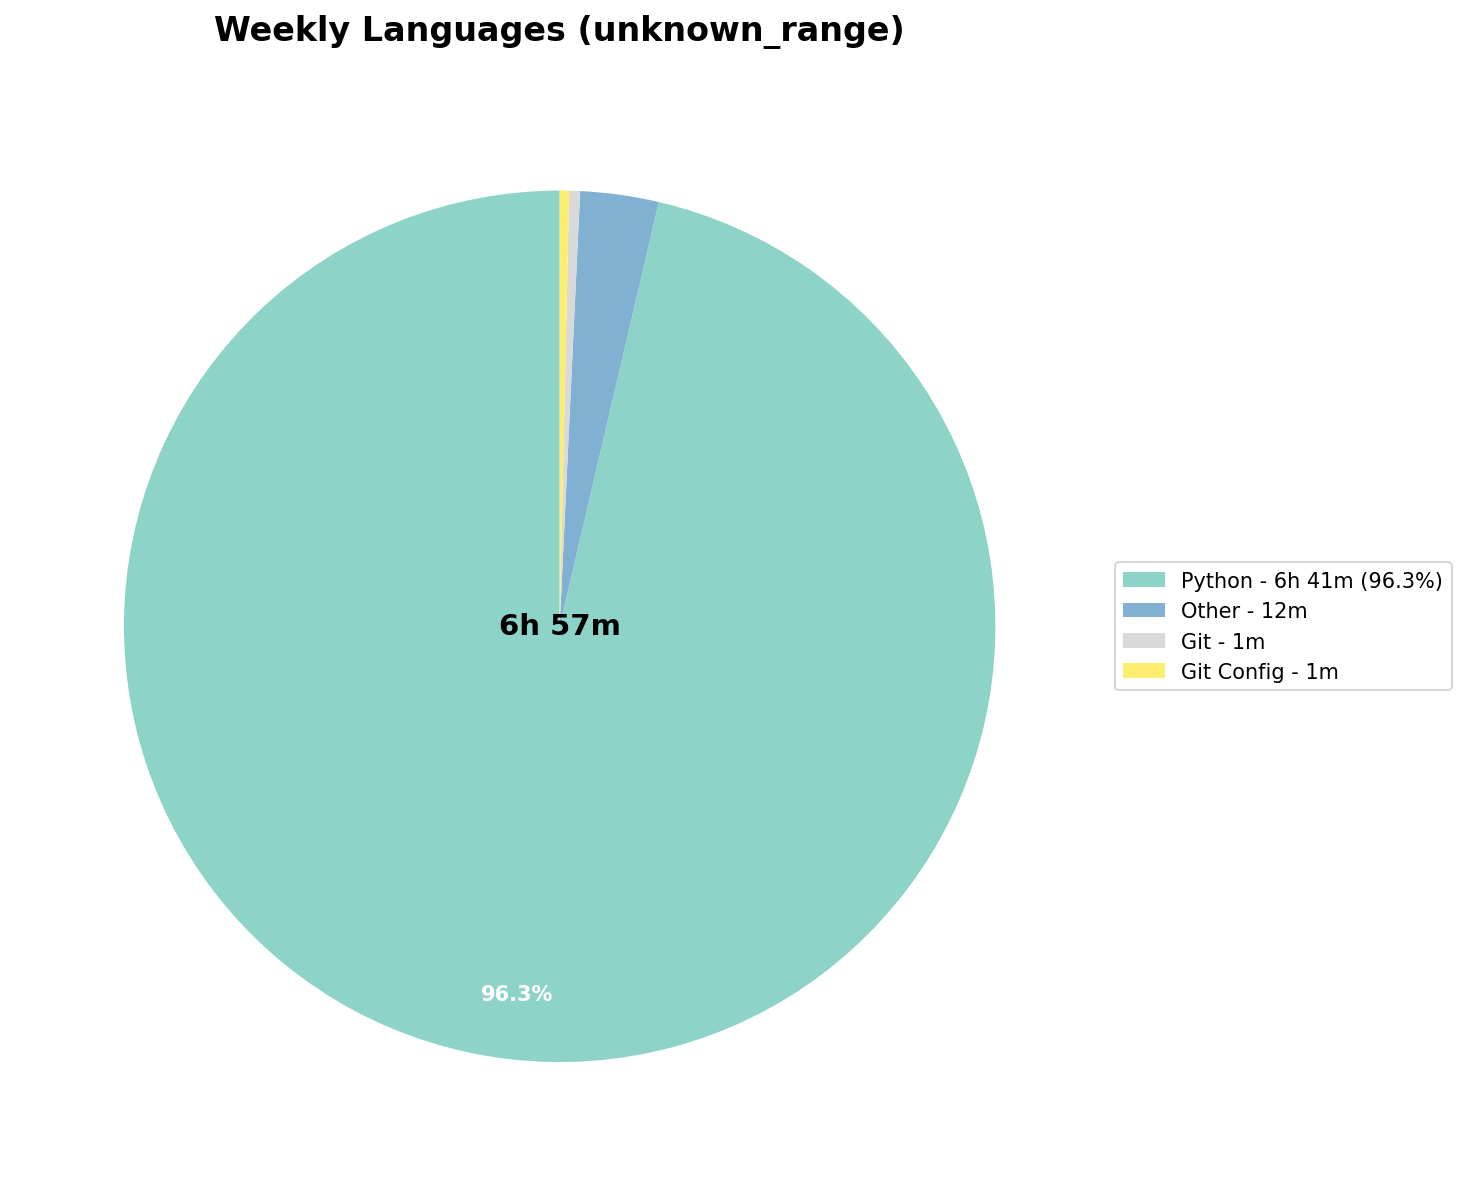 Weekly Languages (unknown_range)
6h 57m
96.3%
Python - 6h 41m (96.3%)
Other - 12m
Git - 1m
Git Config - 1m